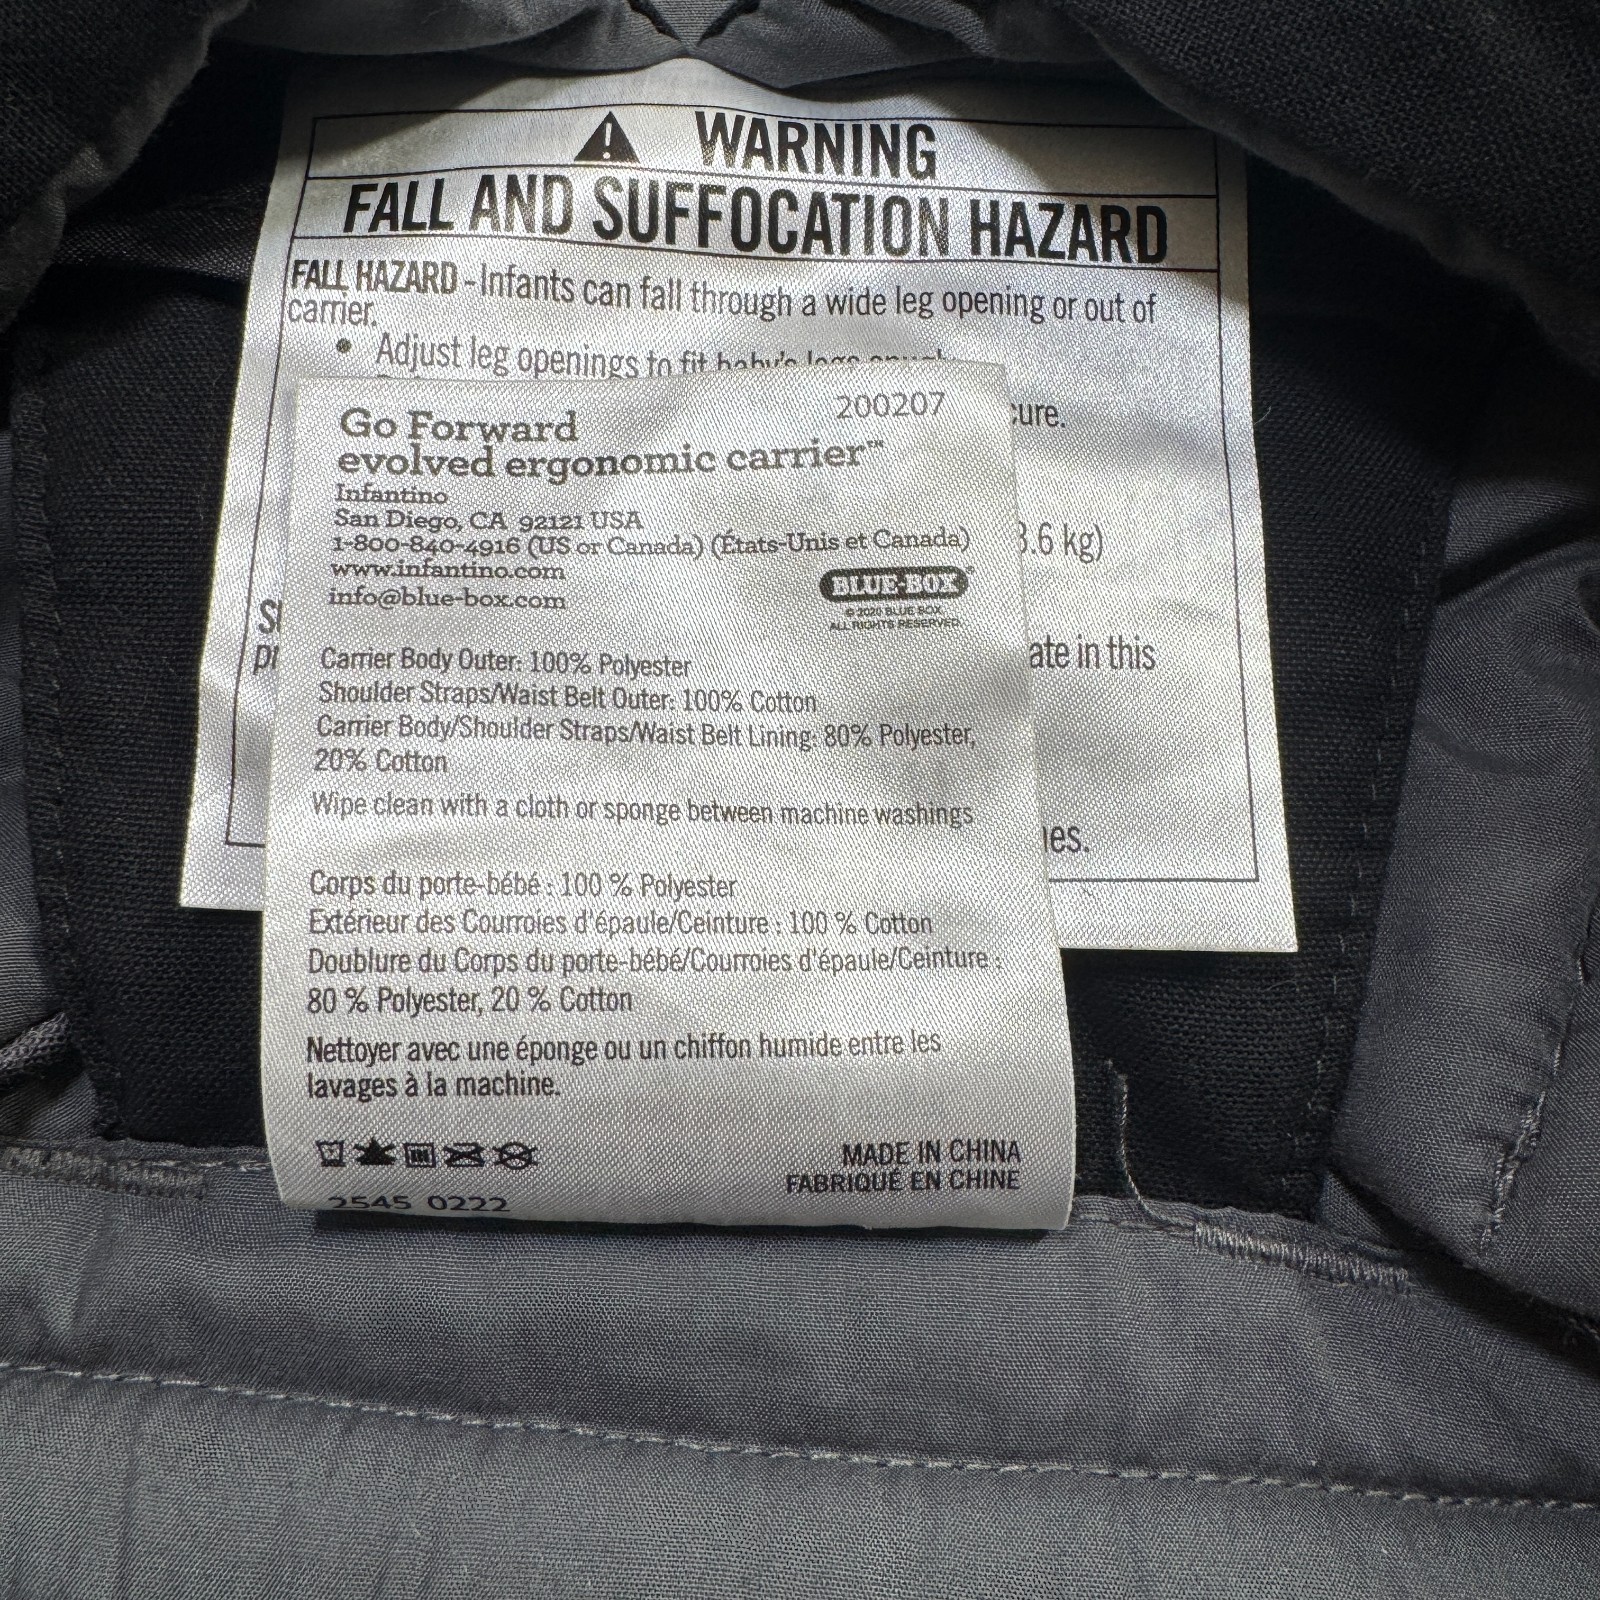 WARNING
FALL AND SUFFOCATION HAZARD
FALL HAZARD - Infants can fall through a wide leg opening or out of
carrier.
• Adjust leg openings to fit baby's legs
cure.
3.6 kg)
ate in this
Go Forward
200207
evolved ergonomic carrier™
Infantino
San Diego, CA 92121 USA
1-800-840-4916 (US or Canada) (États-Unis et Canada)
www.infantino.com
info@blue-box.com
BLUE-BOX®
© 2020 BLUE BOX
ALL RIGHTS RESERVED.
Carrier Body Outer: 100% Polyester
Shoulder Straps/Waist Belt Outer: 100% Cotton
Carrier Body/Shoulder Straps/Waist Belt Lining: 80% Polyester,
20% Cotton
Wipe clean with a cloth or sponge between machine washings
Corps du porte-bébé : 100 % Polyester
Extérieur des Courroies d'épaule/Ceinture : 100 % Cotton
Doublure du Corps du porte-bébé/Courroies d'épaule/Ceinture :
80 % Polyester, 20 % Cotton
Nettoyer avec une éponge ou un chiffon humide entre les
lavages à la machine.
MADE IN CHINA
FABRIQUÉ EN CHINE
2545 0222